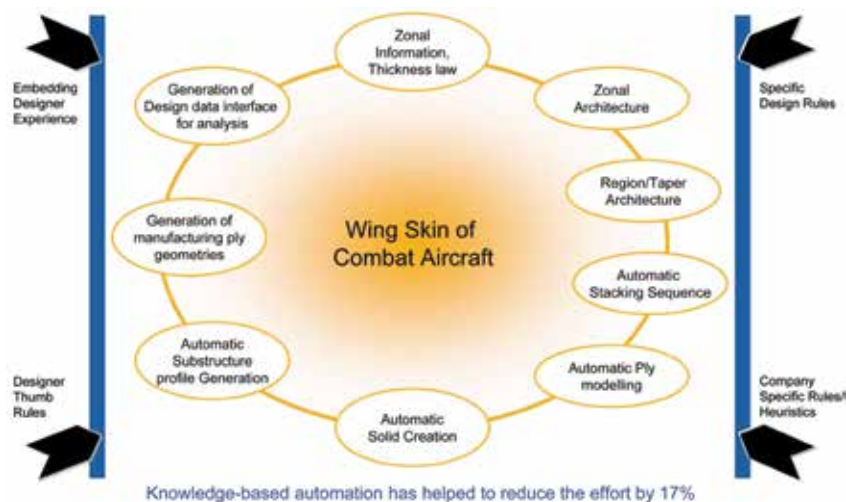 Zonal
Information,
Thickness law
Embedding
Designer
Experience
Generation of
Design data interface
for analysis
Zonal
Architecture
Specific
Design Rules
Region/Taper
Architecture
Generation of
manufacturing ply
geometries
Wing Skin of
Combat Aircraft
Automatic
Stacking Sequence
Automatic
Substructure
profile Generation
Automatic Ply
modelling
Designer
Thumb
Rules
Company
Specific Rules/
Heuristics
Automatic
Solid Creation
Knowledge-based automation has helped to reduce the effort by 17%